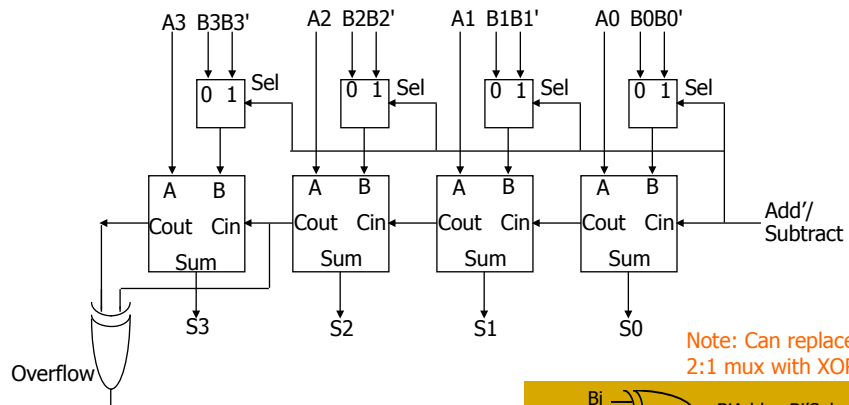 A3 B3B3' A2 B2B2' A1 B1B1' A0 B0B0'
0 1 Sel 0 1 Sel 0 1 Sel 0 1 Sel
A B A B A B A B
Cout Cin Cout Cin Cout Cin Cout Cin Add'/
Subtract
Sum Sum Sum Sum
S3 S2 S1 S0
Note: Can replace
2:1 mux with XOR
Overflow
Bi